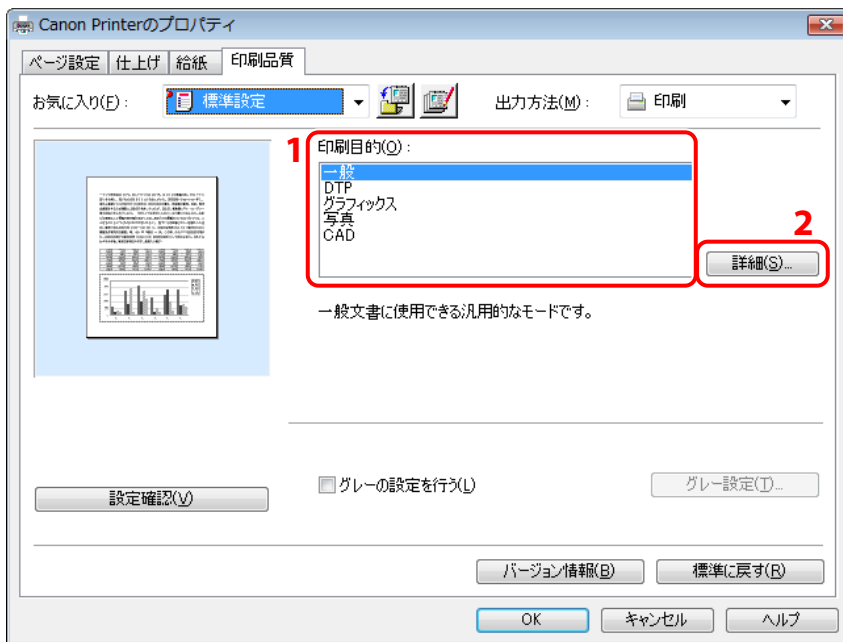 Canon Printerのプロパティ
ページ設定 仕上げ 給紙 印刷品質
お気に入り(F): 標準設定 出力方法(M): 印刷
1 印刷目的(O):
一般
DTP
グラフィックス
写真
CAD
2
詳細(S)...
一般文書に使用できる汎用的なモードです。
グレーの設定を行う(L) グレー設定(T)...
設定確認(V)
バージョン情報(B) 標準に戻す(R)
OK キャンセル ヘルプ